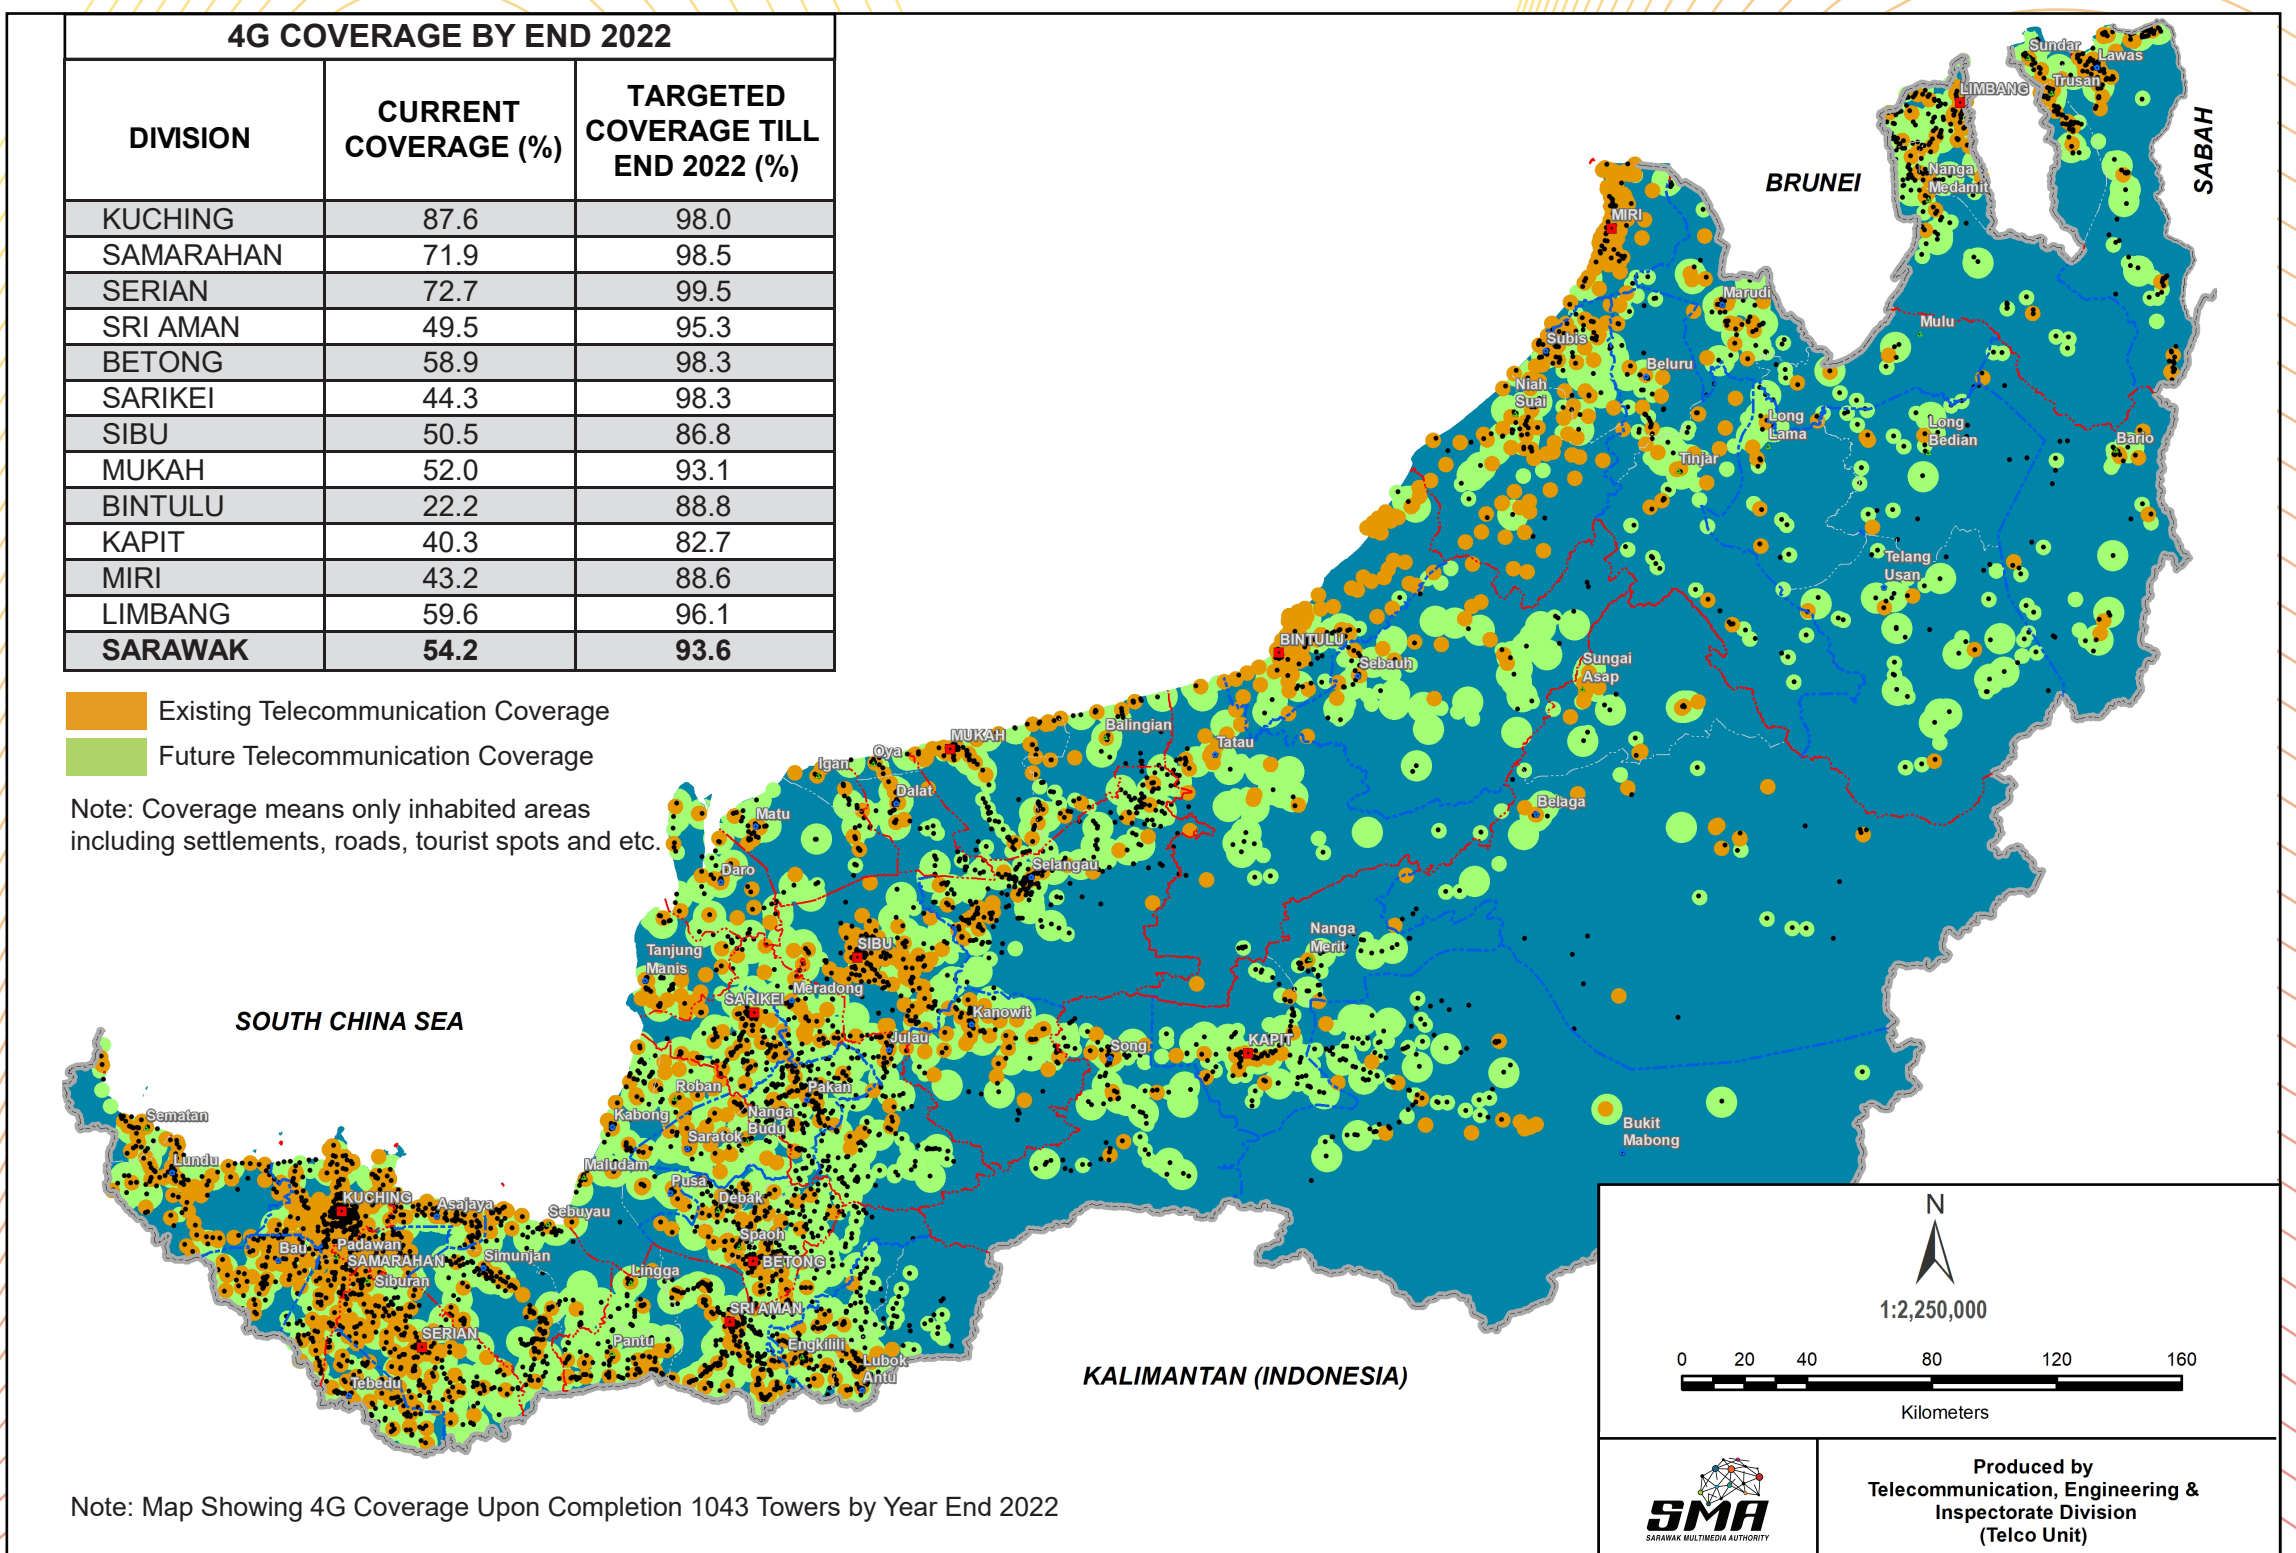 4G COVERAGE BY END 2022
DIVISION
CURRENT
COVERAGE (%)
TARGETED
COVERAGE TILL
END 2022 (%)
KUCHING 87.6 98.0
SAMARAHAN 71.9 98.5
SERIAN 72.7 99.5
SRI AMAN 49.5 95.3
BETONG 58.9 98.3
SARIKEI 44.3 98.3
SIBU 50.5 86.8
MUKAH 52.0 93.1
BINTULU 22.2 88.8
KAPIT 40.3 82.7
MIRI 43.2 88.6
LIMBANG 59.6 96.1
SARAWAK 54.2 93.6
Existing Telecommunication Coverage
Future Telecommunication Coverage
Note: Coverage means only inhabited areas
including settlements, roads, tourist spots and etc.
Sundar
Lawas
Trusan
LIMBANG
SABAH
BRUNEI
Nanga
Medamit
MIRI
Marudi
Mulu
Subis
Beluru
Niah
Suai
Long
Lama
Long
Bedian
Bario
Tinjar
Telang
Usan
BINTULU
Sebauh
Sungai
Asap
Balingian
MUKAH
Tatau
Oya
Igan
Dalat
Matu
Belaga
Selangau
Daro
Nanga
Merit
SIBU
Tanjung
Manis
Meradong
SARIKEI
Kanowit
SOUTH CHINA SEA
Julau
Song
KAPIT
Roban
Pakan
Kabong
Nanga
Budu
Saratok
Sematan
Bukit
Mabong
Lundu
Maludam
Pusa
Debak
KUCHING
Asajaya
Sebuyau
Spaoh
Bau
Padawan
SAMARAHAN
Simunjan
BETONG
Siburan
Lingga
SRI AMAN
SERIAN
Pantu
Engkilili
Lubok
Antu
Tebedu
KALIMANTAN (INDONESIA)
N
1:2,250,000
0 20 40 80 120 160
Kilometers
SMA
SARAWAK MULTIMEDIA AUTHORITY
Produced by
Telecommunication, Engineering &
Inspectorate Division
(Telco Unit)
Note: Map Showing 4G Coverage Upon Completion 1043 Towers by Year End 2022